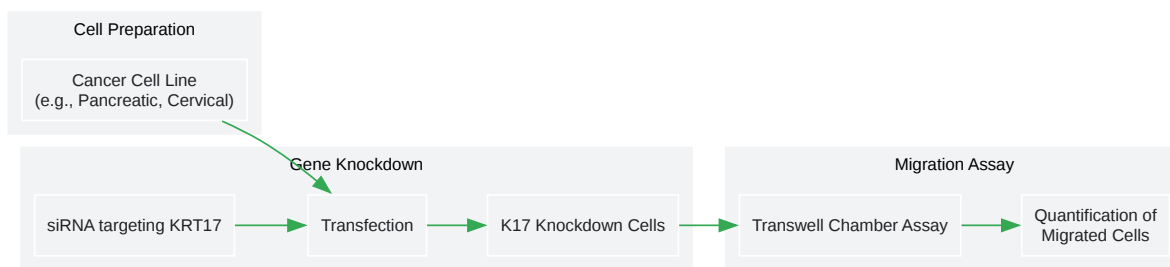 Cell Preparation
Cancer Cell Line
(e.g., Pancreatic, Cervical)
Gene Knockdown
siRNA targeting KRT17
Transfection
K17 Knockdown Cells
Migration Assay
Transwell Chamber Assay
Quantification of
Migrated Cells